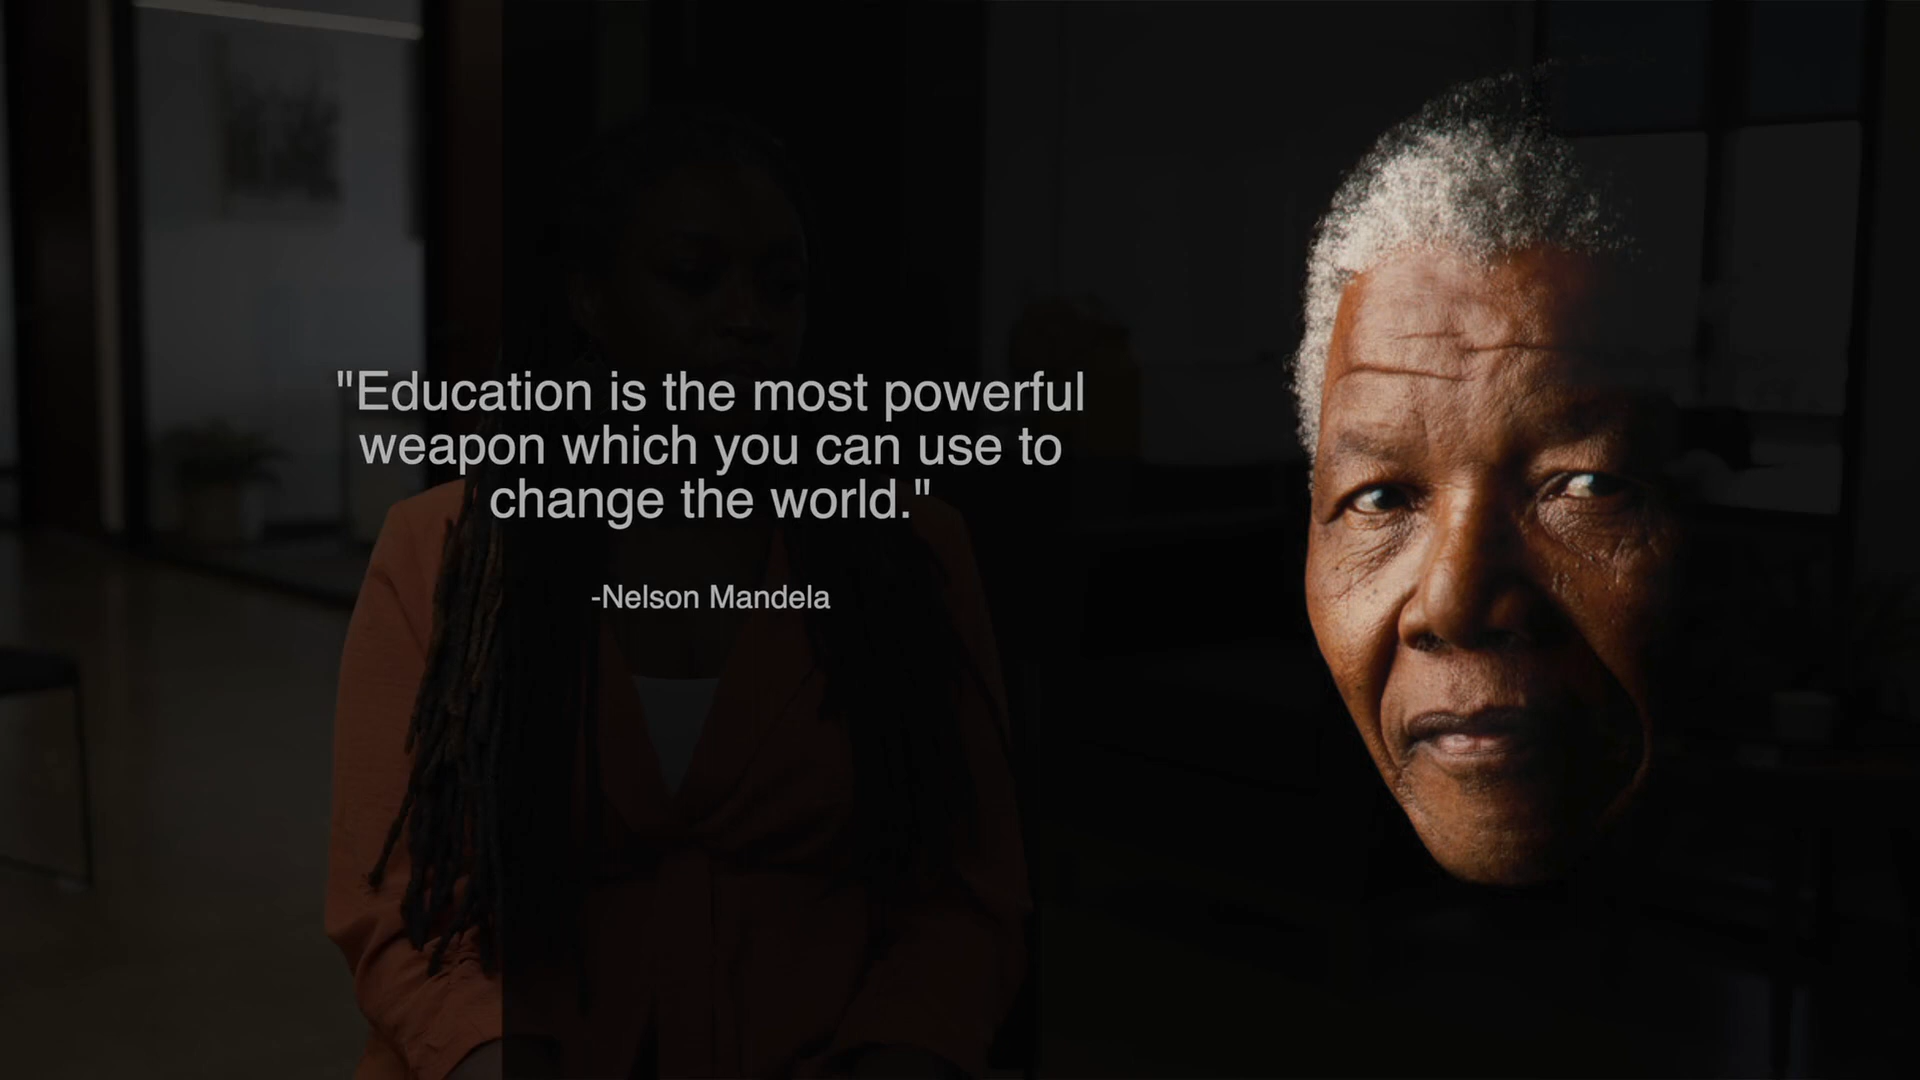 "Education is the most powerful
weapon which you can use to
change the world."
-Nelson Mandela